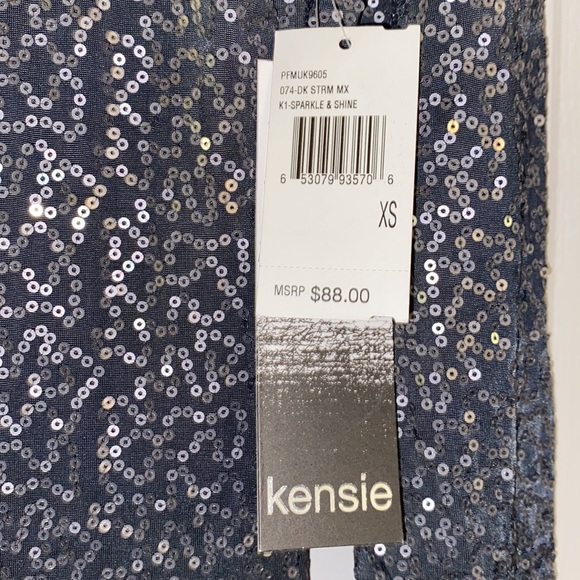 PFMUK9605
074-DK STRM MX
K1-SPARKLE & SHINE
6 53079 93570 6
XS
MSRP $88.00
kensie